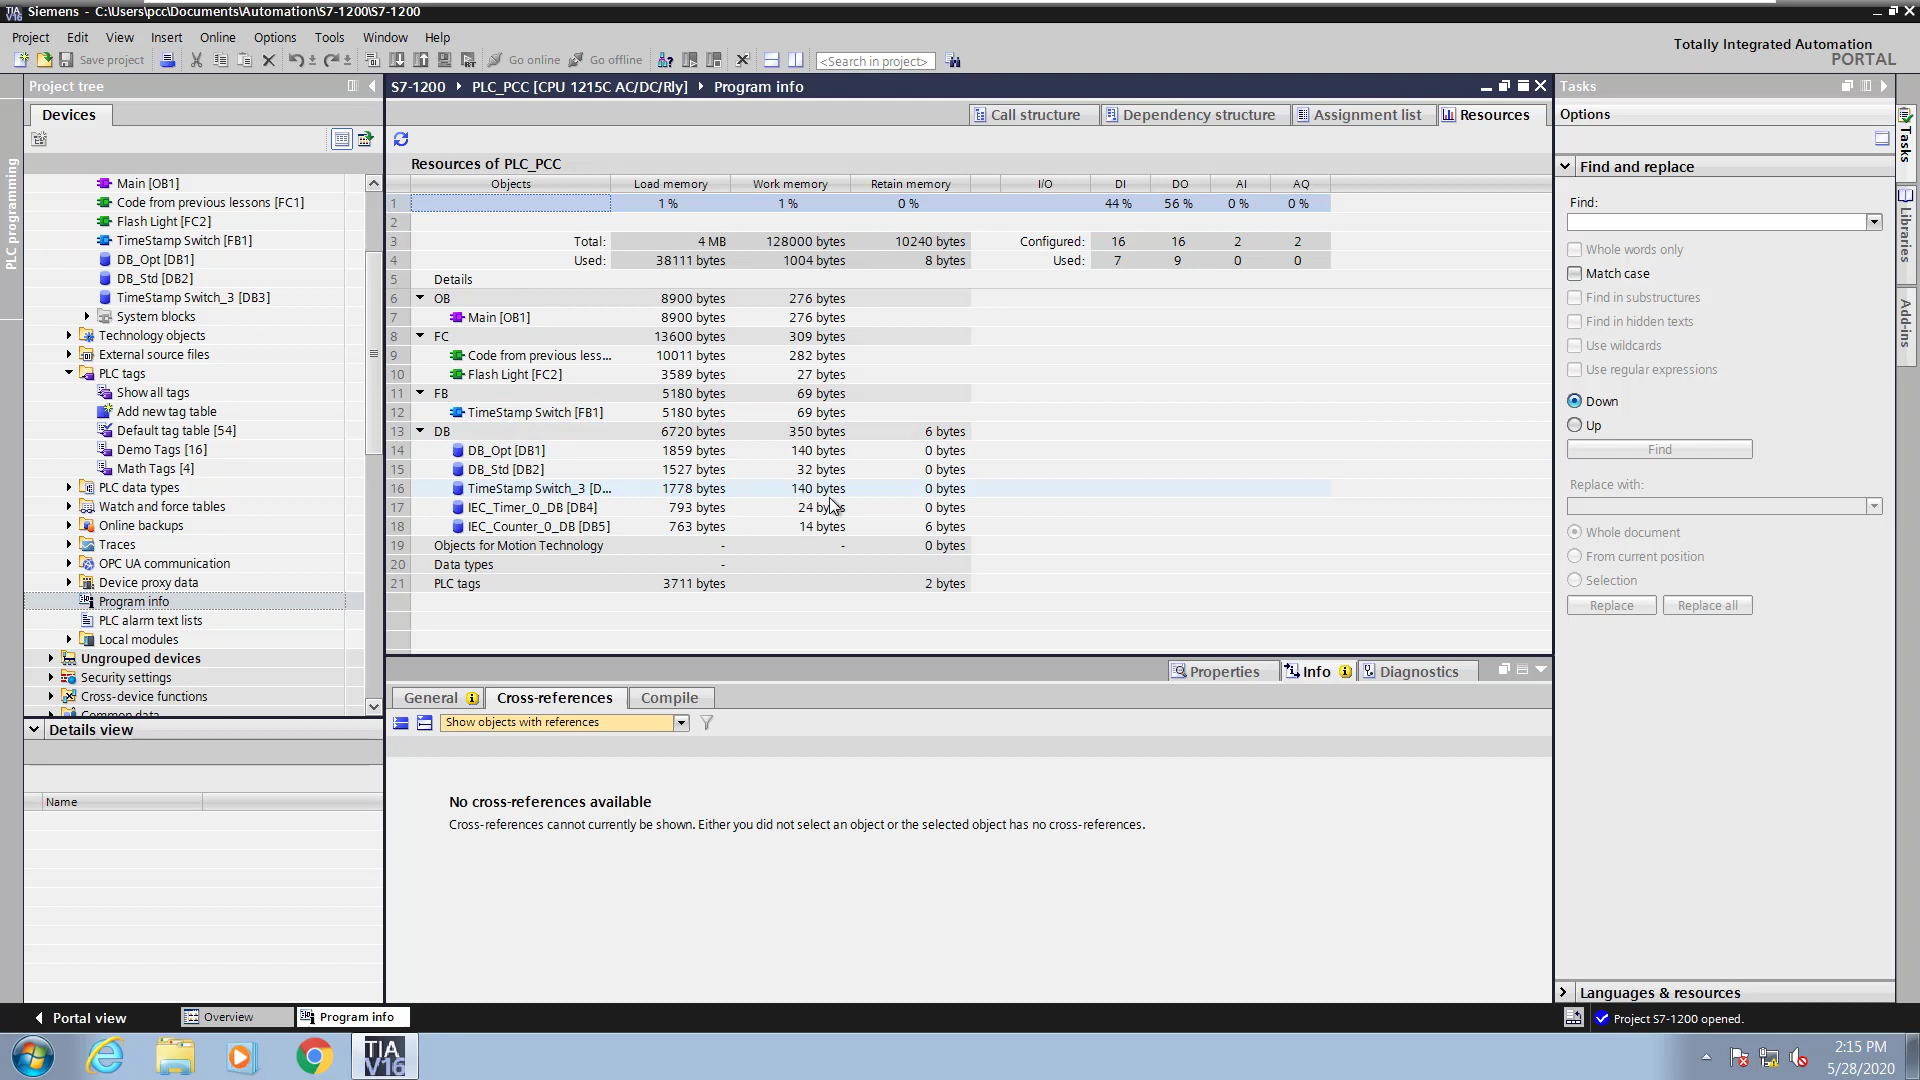 Siemens - C:\Users\pcc\Documents\Automation\S7-1200\S7-1200
Project Edit View Insert Online Options Tools Window Help
Totally Integrated Automation
PORTAL
Save project
Go online
Go offline
<Search in project>
Project tree
Devices
PLC programming
Main [OB1]
Code from previous lessons [FC1]
Flash Light [FC2]
TimeStamp Switch [FB1]
DB_Opt [DB1]
DB_Std [DB2]
TimeStamp Switch_3 [DB3]
System blocks
Technology objects
External source files
PLC tags
Show all tags
Add new tag table
Default tag table [54]
Demo Tags [16]
Math Tags [4]
PLC data types
Watch and force tables
Online backups
Traces
OPC UA communication
Device proxy data
Program info
PLC alarm text lists
Local modules
Ungrouped devices
Security settings
Cross-device functions
Common data
Details view
Name
S7-1200 PLC_PCC [CPU 1215C AC/DC/Rly] Program info
Call structure Dependency structure Assignment list Resources
Resources of PLC_PCC
Objects Load memory Work memory Retain memory I/O DI DO AI AQ
1 1 % 1 % 0 % 44 % 56 % 0 % 0 %
2
3 Total: 4 MB 128000 bytes 10240 bytes Configured: 16 16 2 2
4 Used: 38111 bytes 1004 bytes 8 bytes Used: 7 9 0 0
5 Details
6 OB 8900 bytes 276 bytes
7 Main [OB1] 8900 bytes 276 bytes
8 FC 13600 bytes 309 bytes
9 Code from previous less... 10011 bytes 282 bytes
10 Flash Light [FC2] 3589 bytes 27 bytes
11 FB 5180 bytes 69 bytes
12 TimeStamp Switch [FB1] 5180 bytes 69 bytes
13 DB 6720 bytes 350 bytes 6 bytes
14 DB_Opt [DB1] 1859 bytes 140 bytes 0 bytes
15 DB_Std [DB2] 1527 bytes 32 bytes 0 bytes
16 TimeStamp Switch_3 [D... 1778 bytes 140 bytes 0 bytes
17 IEC_Timer_0_DB [DB4] 793 bytes 24 bytes 0 bytes
18 IEC_Counter_0_DB [DB5] 763 bytes 14 bytes 6 bytes
19 Objects for Motion Technology - - 0 bytes
20 Data types -
21 PLC tags 3711 bytes 2 bytes
Properties Info Diagnostics
General Cross-references Compile
Show objects with references
No cross-references available
Cross-references cannot currently be shown. Either you did not select an object or the selected object has no cross-references.
Tasks
Options
Find and replace
Find:
Whole words only
Match case
Find in substructures
Find in hidden texts
Use wildcards
Use regular expressions
Down
Up
Find
Replace with:
Whole document
From current position
Selection
Replace Replace all
Languages & resources
Tasks
Libraries
Add-ins
Portal view
Overview
Program info
Project S7-1200 opened.
TIA
V16
2:15 PM
5/28/2020